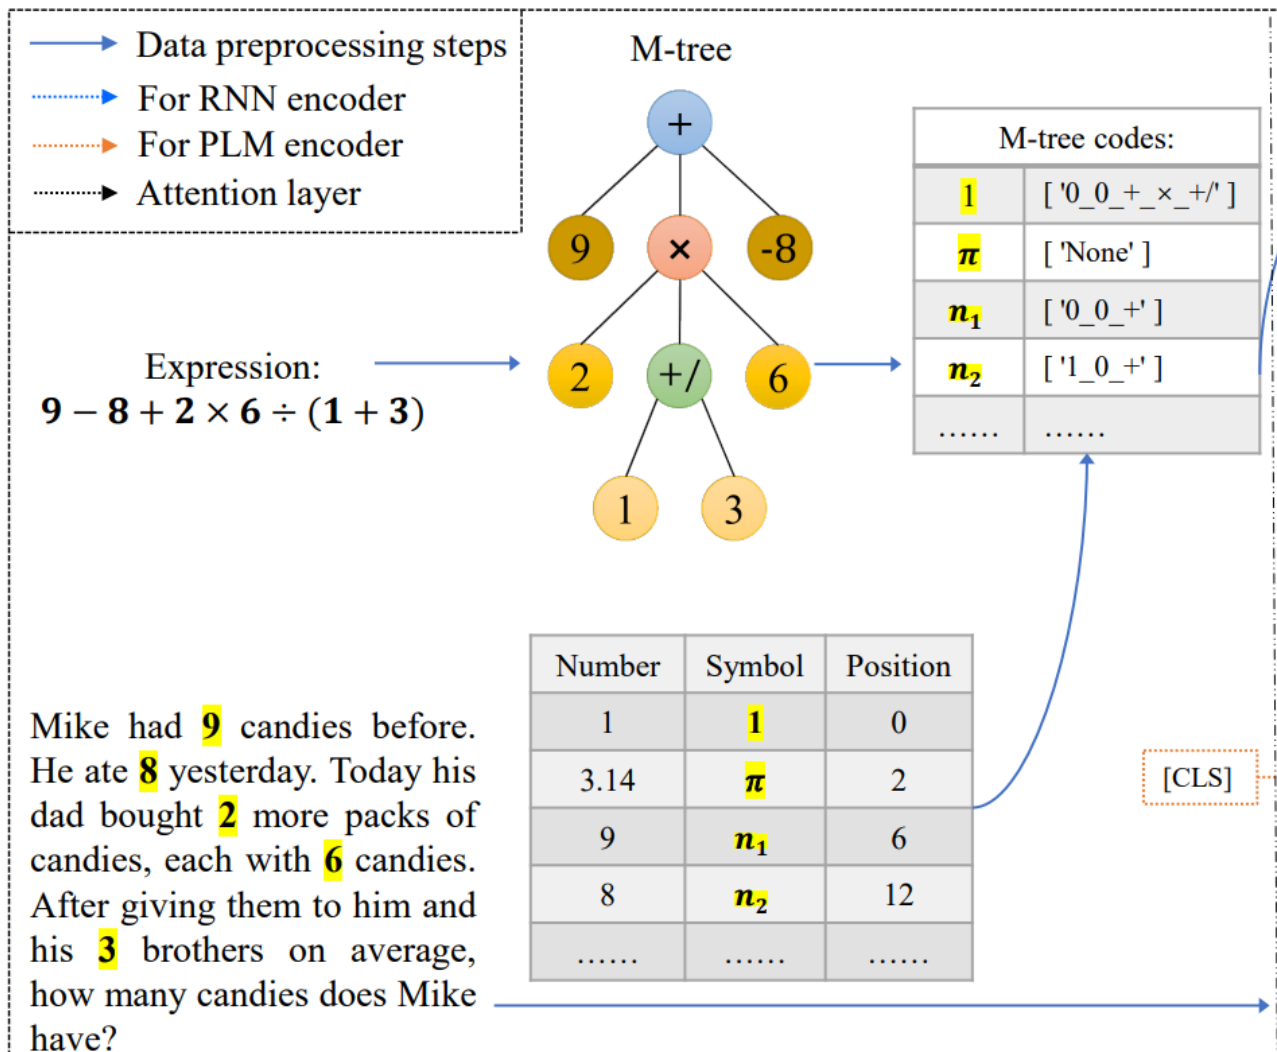 Data preprocessing steps
For RNN encoder
For PLM encoder
Attention layer
M-tree
+
9 × -8
2 +/ 6
1 3
Expression:
9 − 8 + 2 × 6 ÷ (1 + 3)
M-tree codes:
1 [ '0_0_+_×_+/' ]
π [ 'None' ]
n₁ [ '0_0_+' ]
n₂ [ '1_0_+' ]
…… ……
Number Symbol Position
1 1 0
3.14 π 2
9 n₁ 6
8 n₂ 12
…… …… ……
Mike had 9 candies before.
He ate 8 yesterday. Today his
dad bought 2 more packs of
candies, each with 6 candies.
After giving them to him and
his 3 brothers on average,
how many candies does Mike
have?
[CLS]